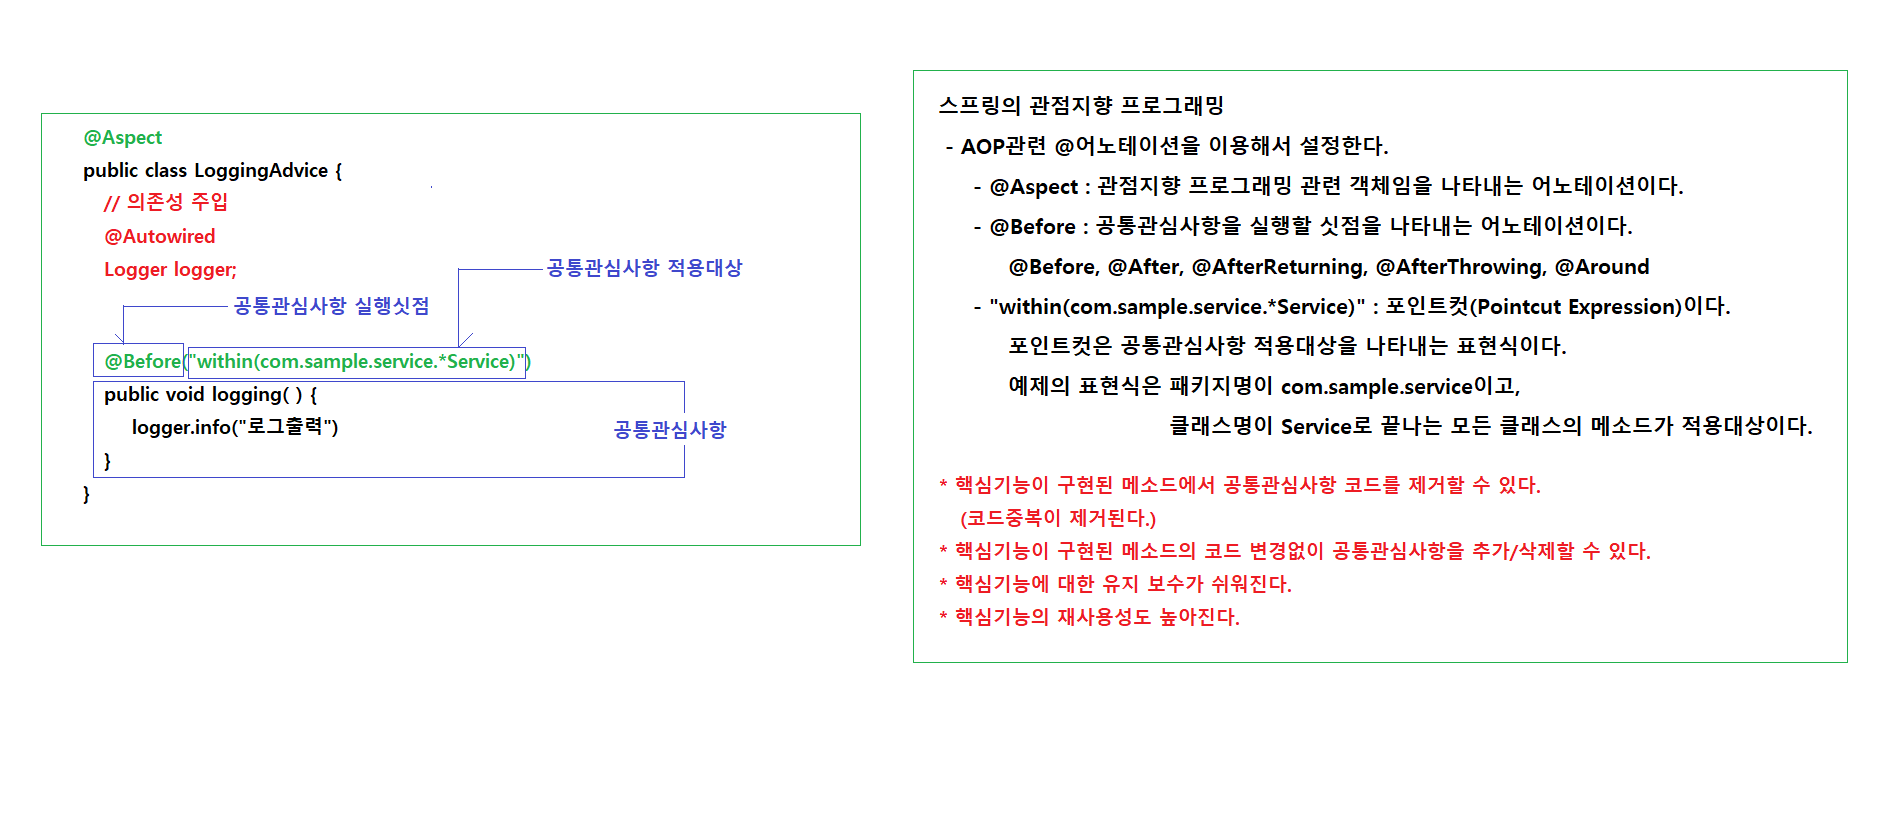 @Aspect
public class LoggingAdvice {
// 의존성 주입
@Autowired
Logger logger;
공통관심사항 적용대상
공통관심사항 실행싯점
@Before("within(com.sample.service.*Service)")
public void logging( ) {
logger.info("로그출력")
공통관심사항
}
}
스프링의 관점지향 프로그래밍
- AOP관련 @어노테이션을 이용해서 설정한다.
- @Aspect : 관점지향 프로그래밍 관련 객체임을 나타내는 어노테이션이다.
- @Before : 공통관심사항을 실행할 싯점을 나타내는 어노테이션이다.
@Before, @After, @AfterReturning, @AfterThrowing, @Around
- "within(com.sample.service.*Service)" : 포인트컷(Pointcut Expression)이다.
포인트컷은 공통관심사항 적용대상을 나타내는 표현식이다.
예제의 표현식은 패키지명이 com.sample.service이고,
클래스명이 Service로 끝나는 모든 클래스의 메소드가 적용대상이다.
* 핵심기능이 구현된 메소드에서 공통관심사항 코드를 제거할 수 있다.
(코드중복이 제거된다.)
* 핵심기능이 구현된 메소드의 코드 변경없이 공통관심사항을 추가/삭제할 수 있다.
* 핵심기능에 대한 유지 보수가 쉬워진다.
* 핵심기능의 재사용성도 높아진다.